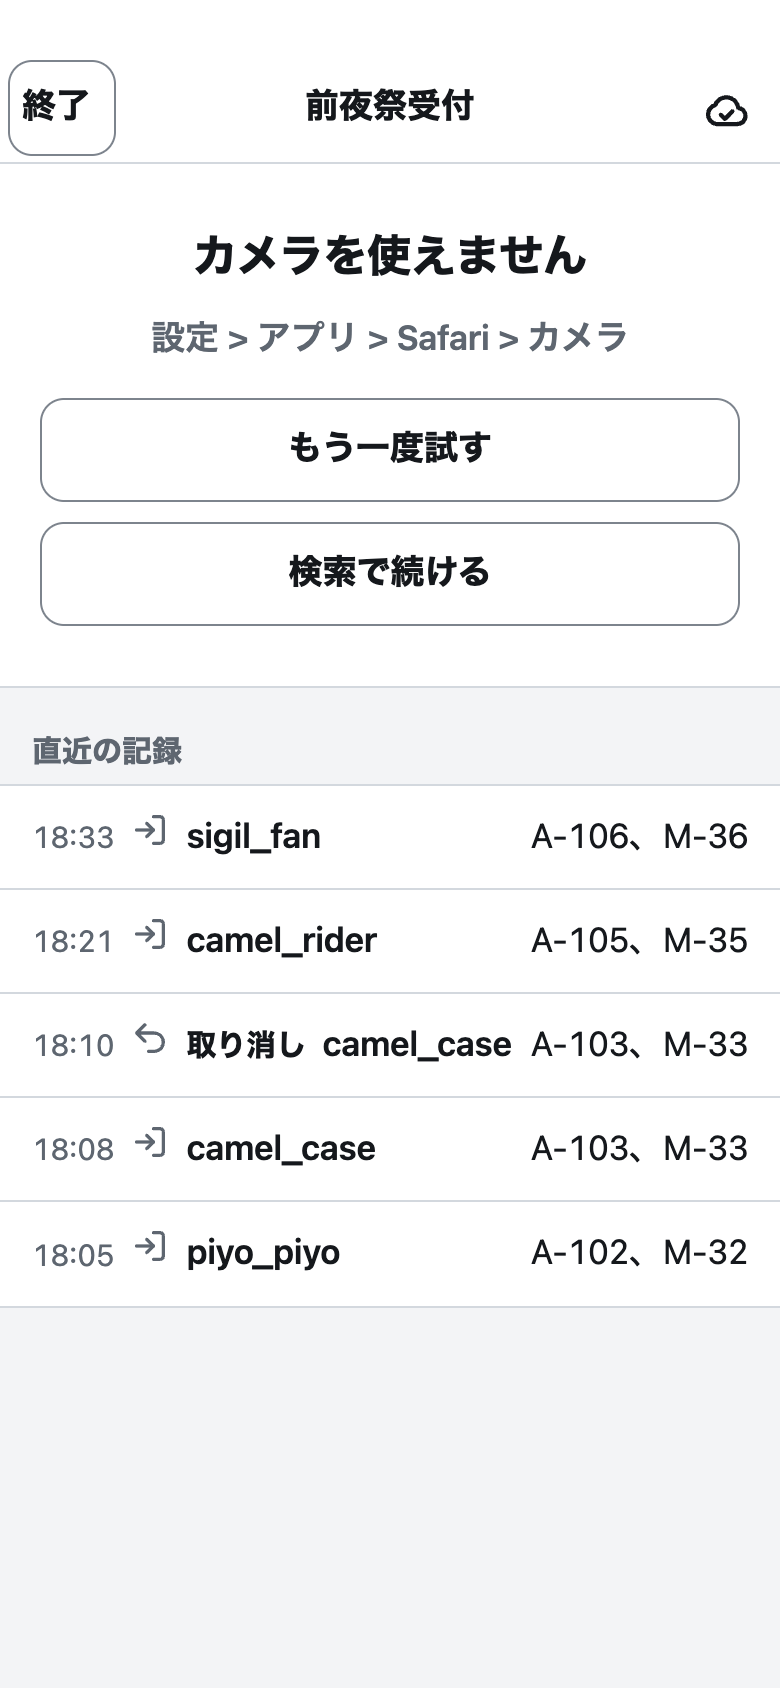 終了 前夜祭受付
カメラを使えません
設定 > アプリ > Safari > カメラ
もう一度試す
検索で続ける
直近の記録
18:33 sigil_fan A-106、M-36
18:21 camel_rider A-105、M-35
18:10 取り消し camel_case A-103、M-33
18:08 camel_case A-103、M-33
18:05 piyo_piyo A-102、M-32